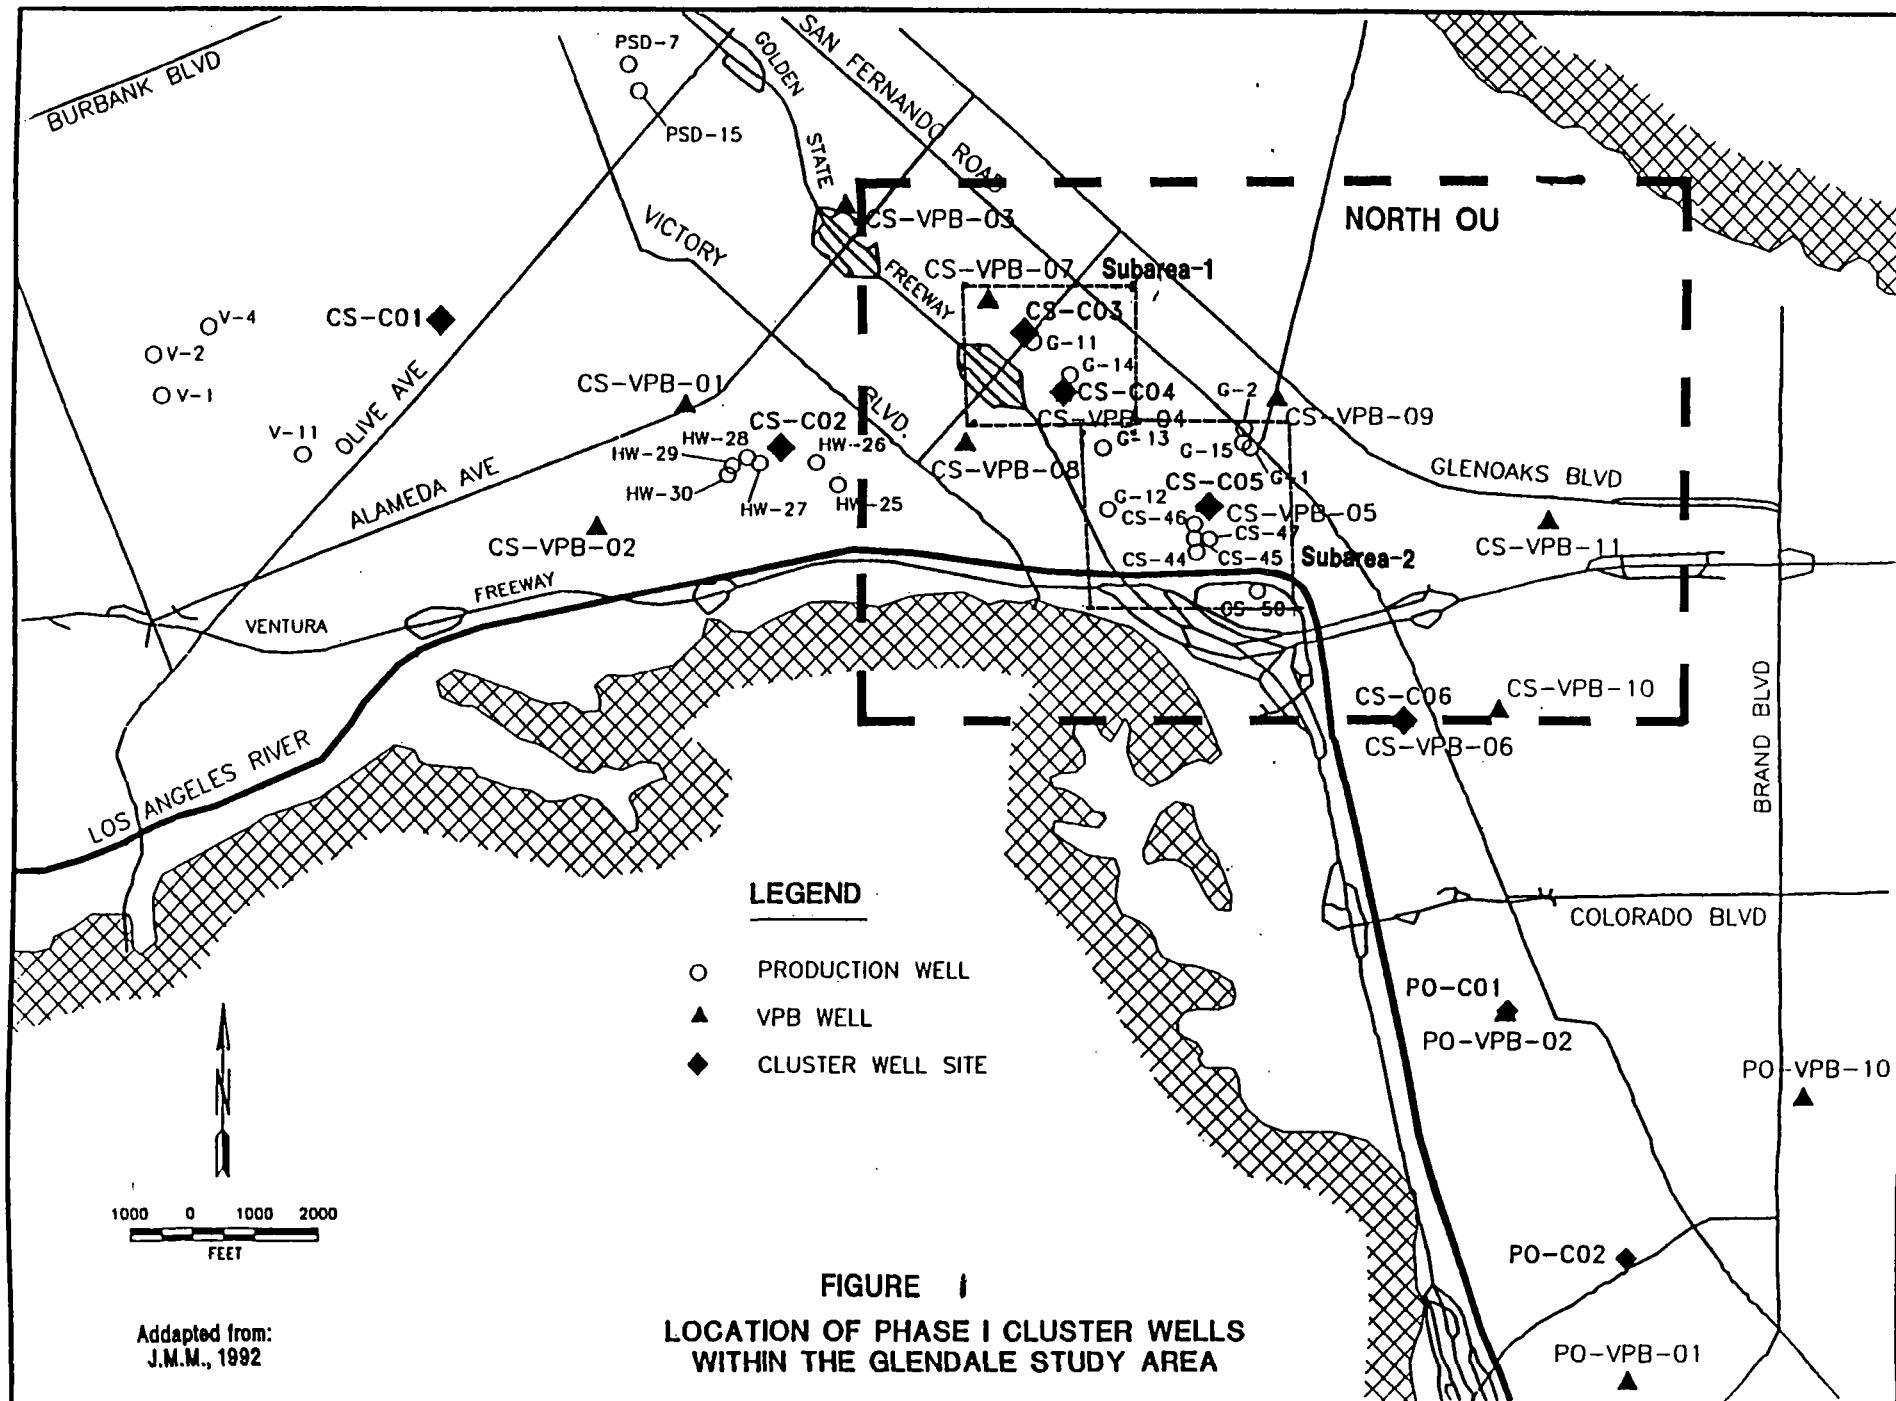 BURBANK BLVD
PSD-7
PSD-15
GOLDEN
STATE
FREEWAY
SAN FERNANDO ROAD
VICTORY
BLVD.
CS-VPB-03
NORTH OU
CS-VPB-07
Subarea-1
V-4
V-2
V-1
V-11
CS-C01
OLIVE AVE
CS-C03
G-11
G-14
CS-C04
CS-VPB-04
CS-VPB-01
CS-C02
HW-28
HW-26
HW-29
HW-30
HW-27
HW-25
CS-VPB-08
G-13
G-2
CS-VPB-09
G-15
G-1
GLENOAKS BLVD
ALAMEDA AVE
CS-VPB-02
G-12
CS-C05
CS-46
CS-VPB-05
CS-47
CS-44
CS-45
Subarea-2
CS-50
CS-VPB-11
VENTURA
FREEWAY
CS-C06
CS-VPB-10
CS-VPB-06
LOS ANGELES RIVER
BRAND BLVD
COLORADO BLVD
LEGEND
PRODUCTION WELL
VPB WELL
CLUSTER WELL SITE
PO-C01
PO-VPB-02
PO-VPB-10
PO-C02
PO-VPB-01
N
1000 0 1000 2000
FEET
Addapted from:
J.M.M., 1992
FIGURE 1
LOCATION OF PHASE I CLUSTER WELLS
WITHIN THE GLENDALE STUDY AREA